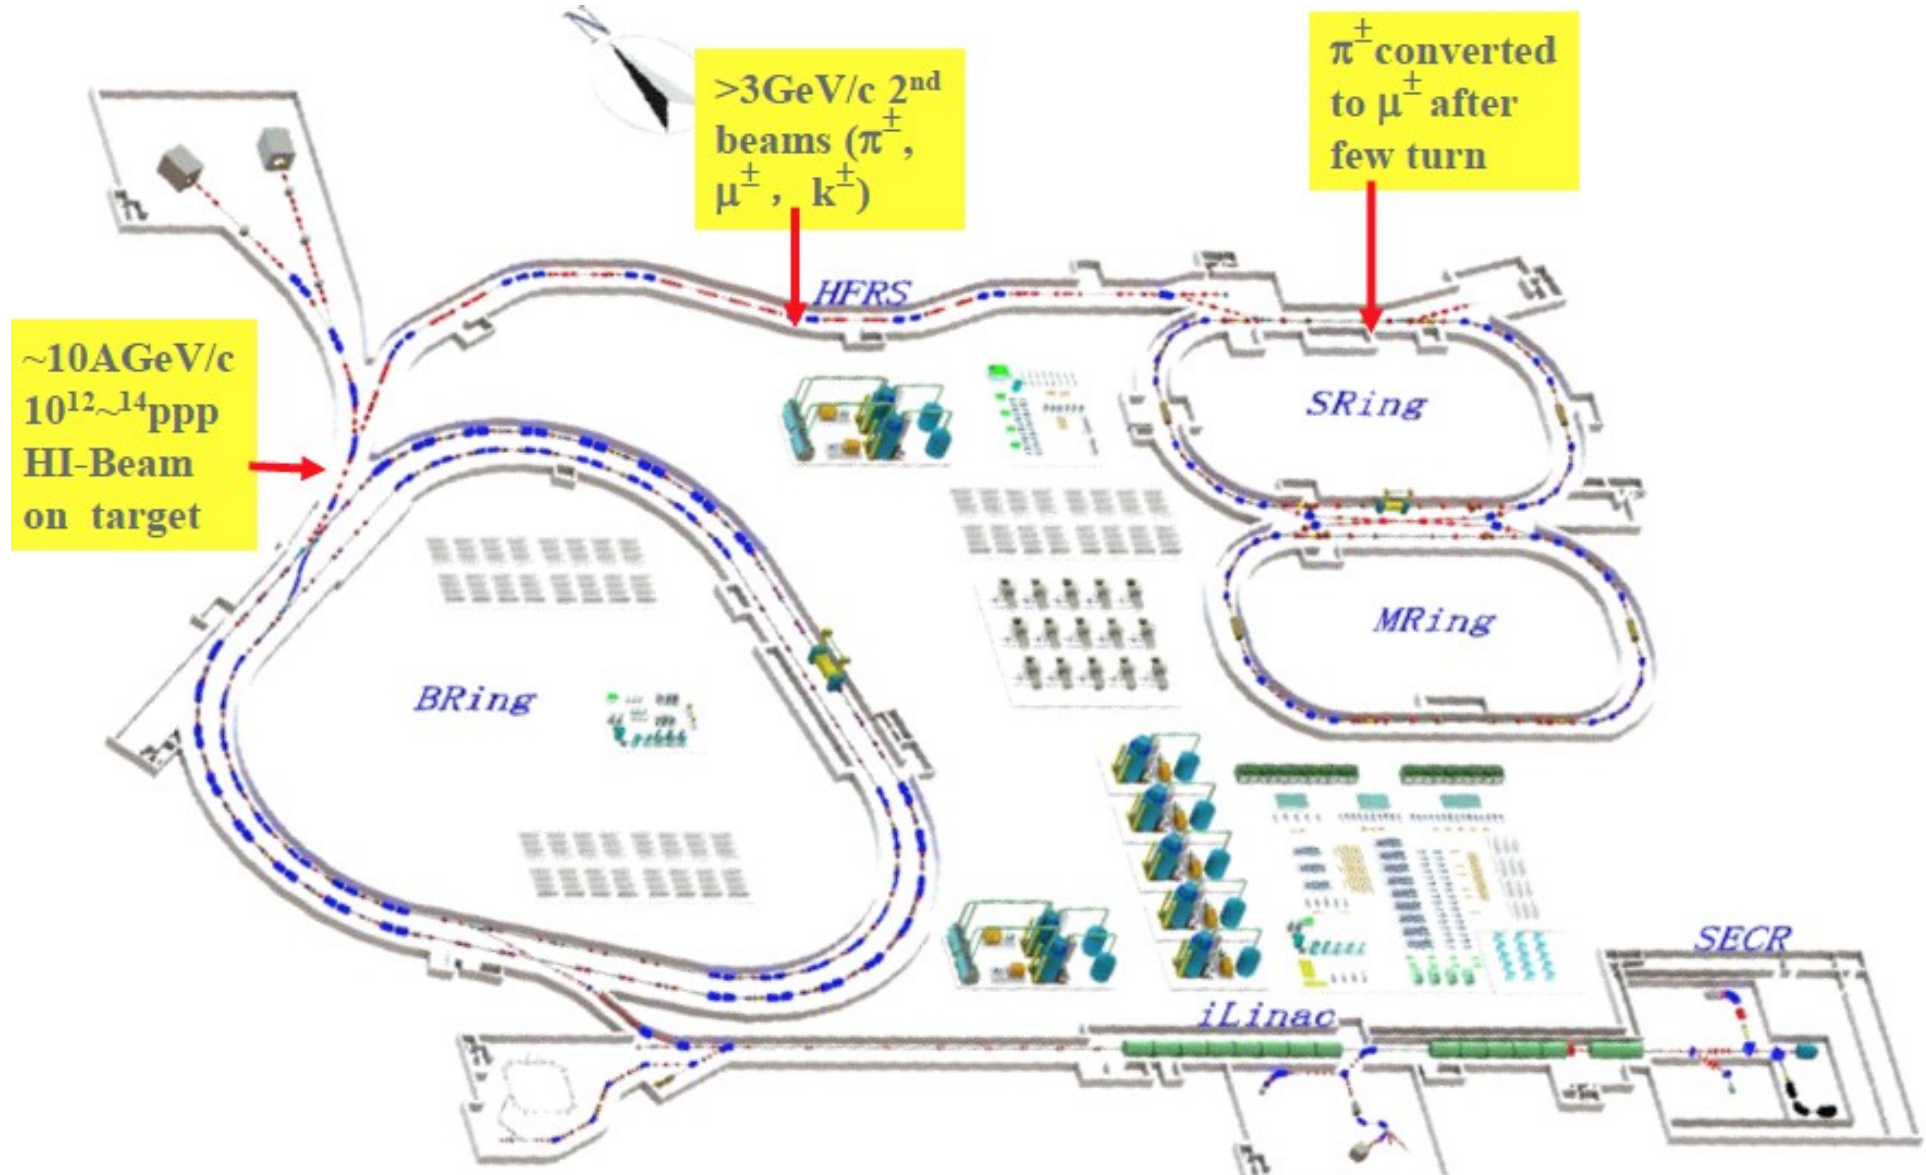 >3GeV/c 2nd
beams (π±,
μ± , k±)
π± converted
to μ± after
few turn
HFRS
~10AGeV/c
10¹²~¹⁴ppp
HI-Beam
on target
SRing
MRing
BRing
SECR
iLinac